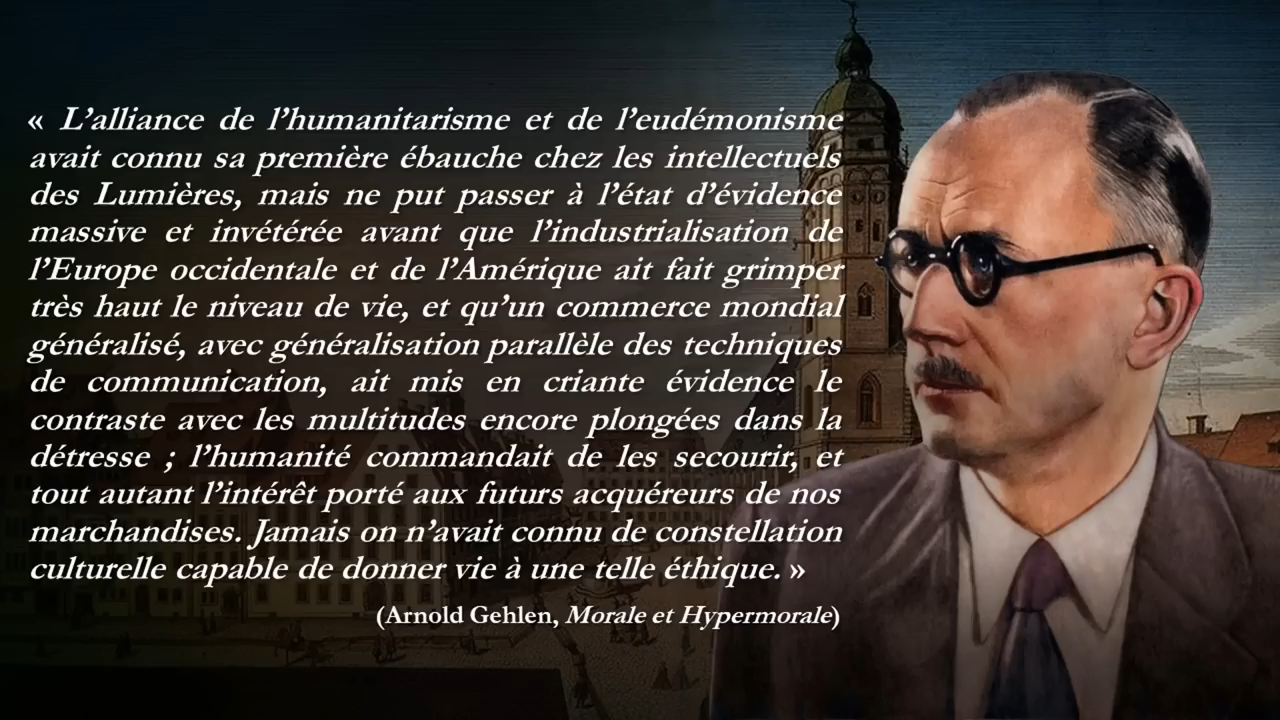 « L’alliance de l’humanitarisme et de l’eudémonisme
avait connu sa première ébauche chez les intellectuels
des Lumières, mais ne put passer à l’état d’évidence
massive et invétérée avant que l’industrialisation de
l’Europe occidentale et de l’Amérique ait fait grimper
très haut le niveau de vie, et qu’un commerce mondial
généralisé, avec généralisation parallèle des techniques
de communication, ait mis en criante évidence le
contraste avec les multitudes encore plongées dans la
détresse ; l’humanité commandait de les secourir, et
tout autant l’intérêt porté aux futurs acquéreurs de nos
marchandises. Jamais on n’avait connu de constellation
culturelle capable de donner vie à une telle éthique. »
(Arnold Gehlen, Morale et Hypermorale)